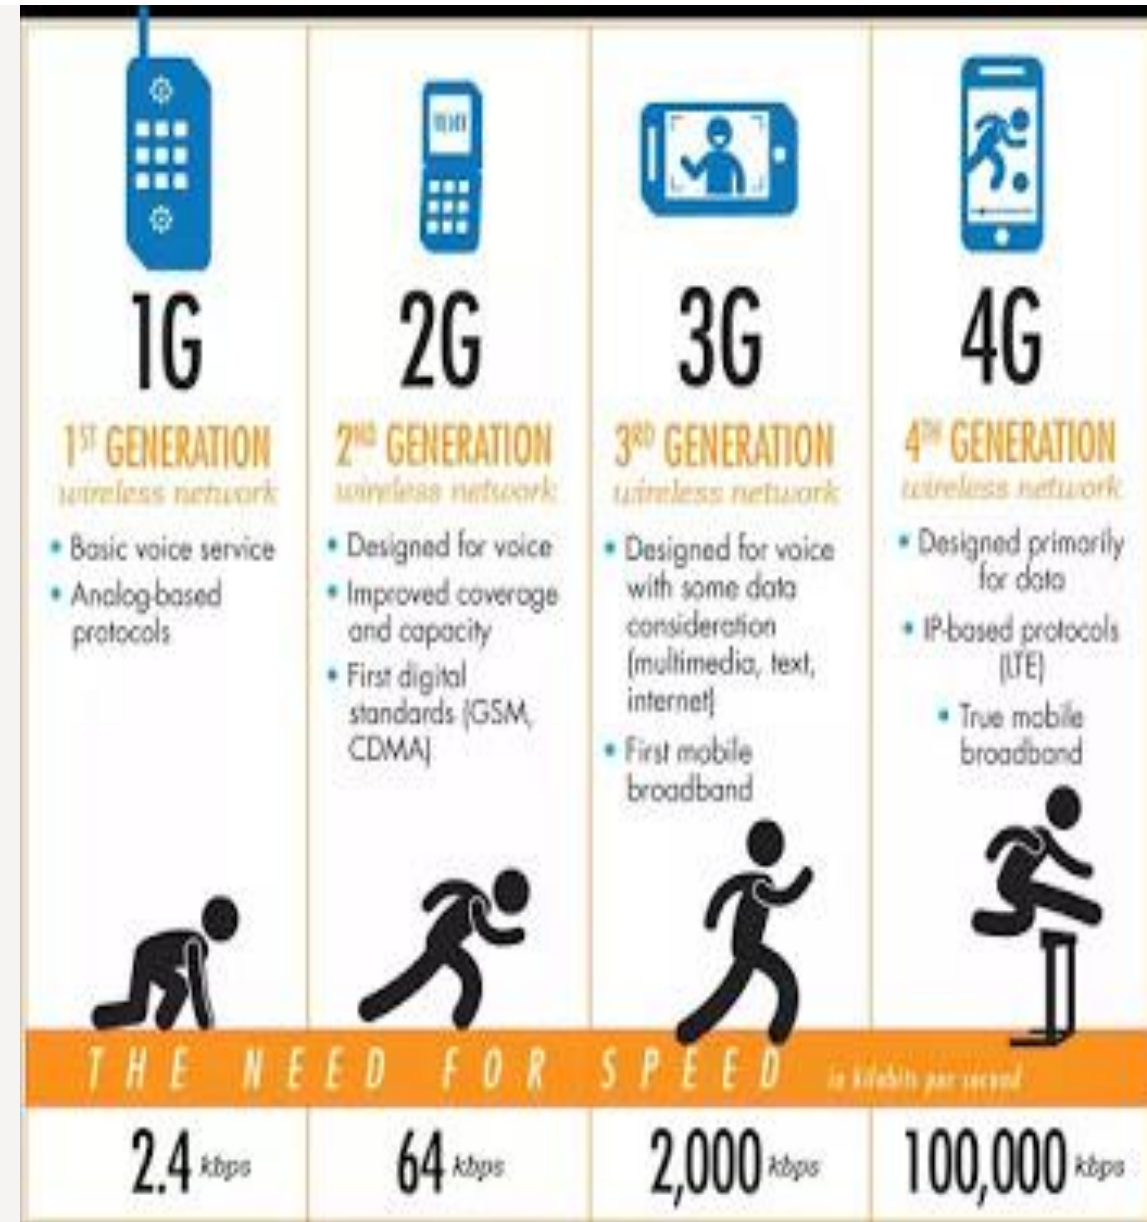 1G
1ST GENERATION
wireless network
• Basic voice service
• Analog-based
protocols
2G
2ND GENERATION
wireless network
• Designed for voice
• Improved coverage
and capacity
• First digital
standards (GSM,
CDMA)
3G
3RD GENERATION
wireless network
• Designed for voice
with some data
consideration
(multimedia, text,
internet)
• First mobile
broadband
4G
4TH GENERATION
wireless network
• Designed primarily
for data
• IP-based protocols
(LTE)
• True mobile
broadband
THE NEED FOR SPEED in kilobits per second
2.4 kbps
64 kbps
2,000 kbps
100,000 kbps